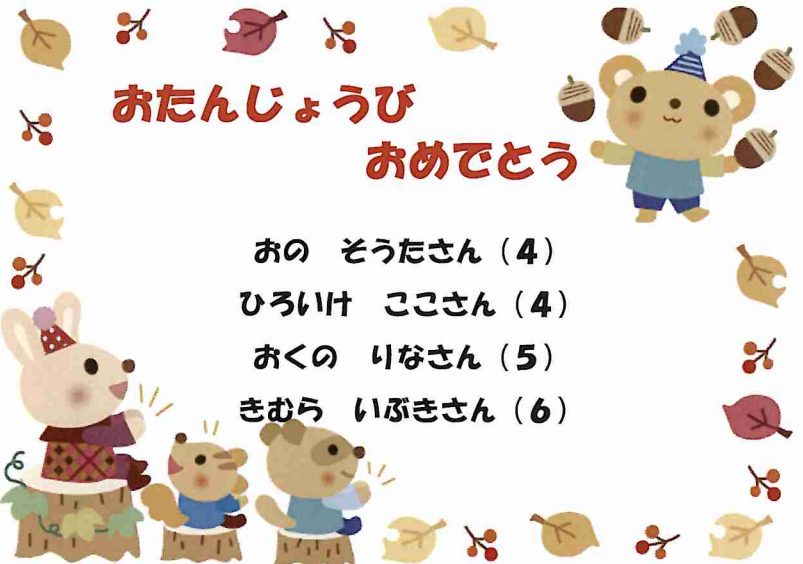 おたんじょうび
おめでとう
おの　そうたさん（4）
ひろいけ　ここさん（4）
おくの　りなさん（5）
きむら　いぶきさん（6）